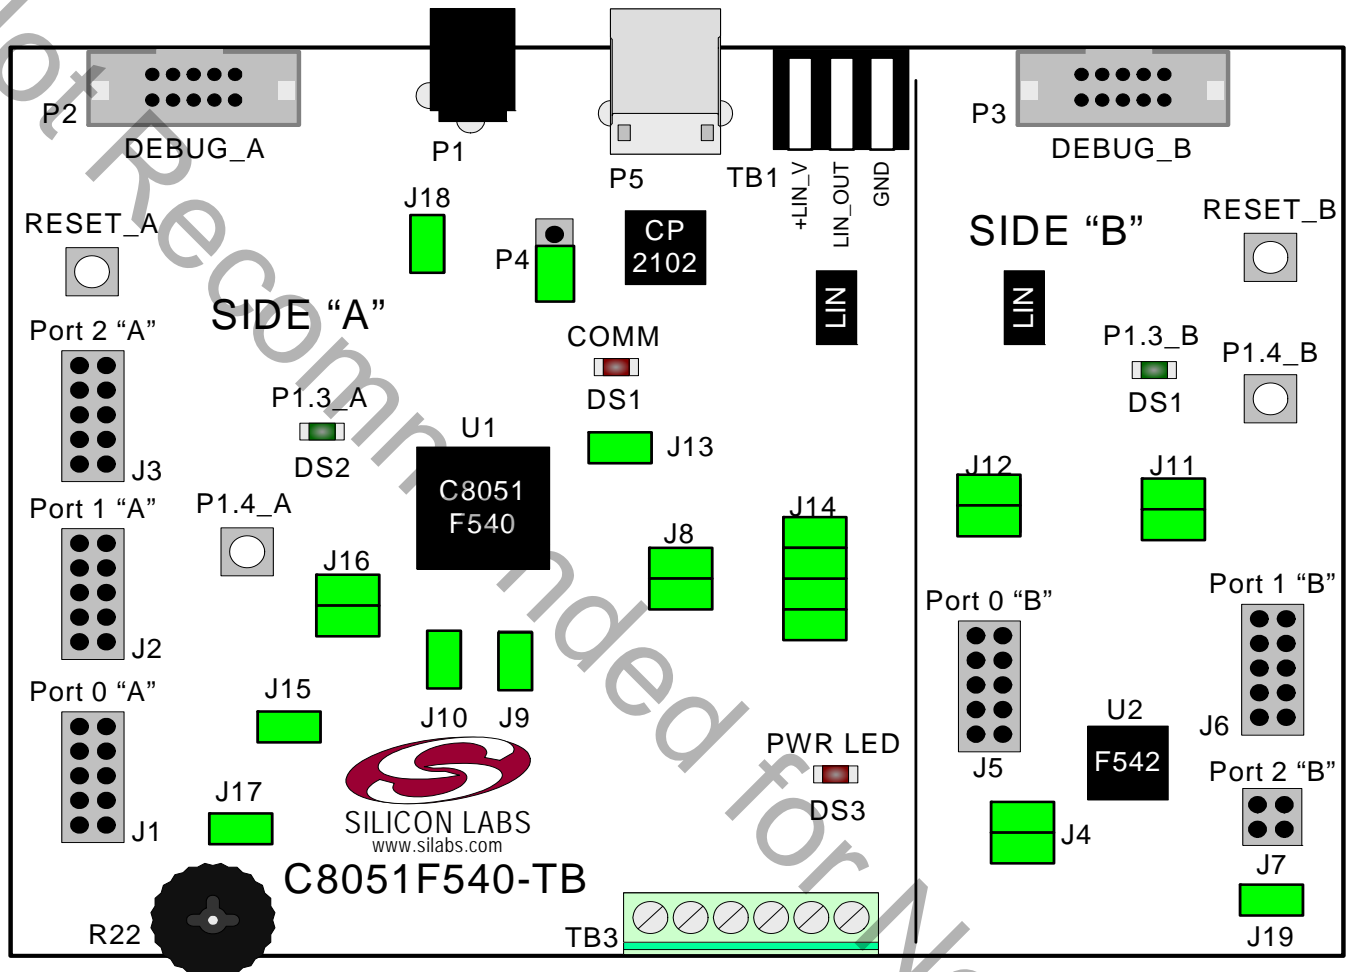 P2
DEBUG_A
P1
P5
TB1
+LIN_V
LIN_OUT
GND
P3
DEBUG_B
RESET_A
J18
P4
CP
2102
SIDE “A”
SIDE “B”
RESET_B
LIN
LIN
Port 2 “A”
J3
COMM
DS1
P1.3_A
DS2
P1.3_B
DS1
P1.4_B
U1
C8051
F540
J13
J12
J11
Port 1 “A”
J2
P1.4_A
J16
J8
J14
Port 0 “B”
J5
Port 1 “B”
J6
Port 0 “A”
J1
J15
J10
J9
J17
PWR LED
DS3
U2
F542
Port 2 “B”
J7
J4
J19
SILICON LABS
www.silabs.com
C8051F540-TB
R22
TB3
Not Recommended for Ne